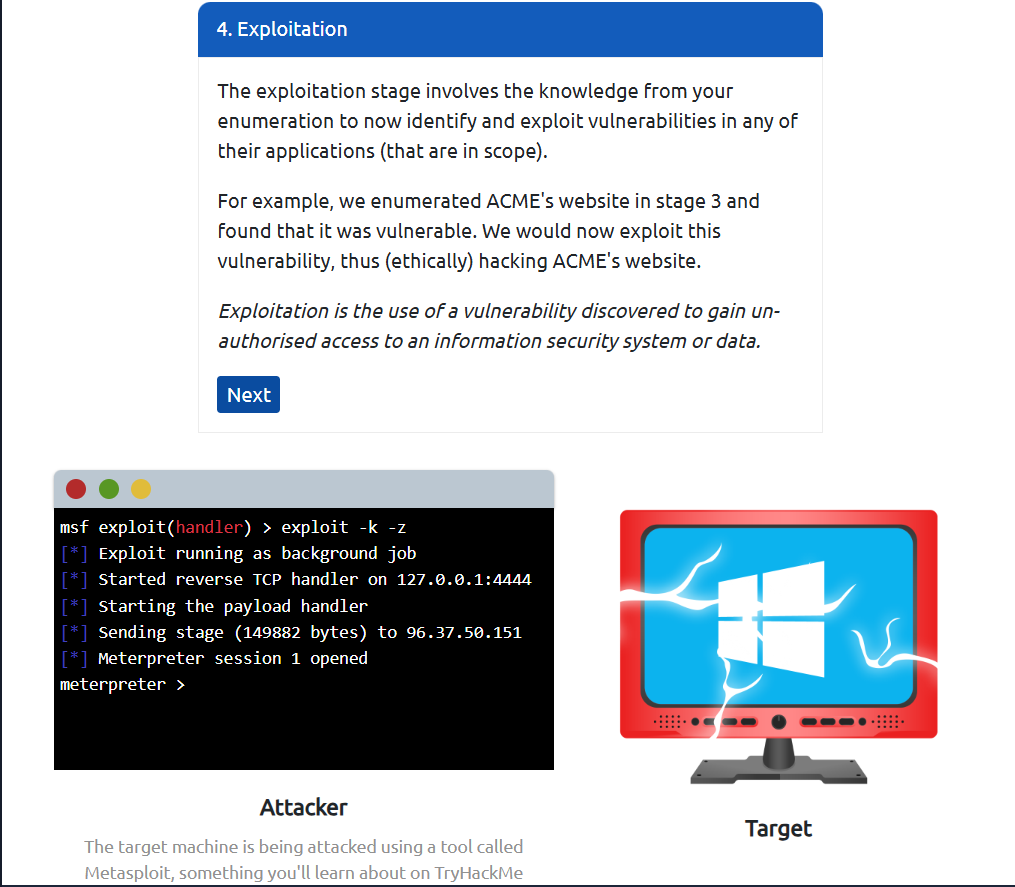 4. Exploitation
The exploitation stage involves the knowledge from your
enumeration to now identify and exploit vulnerabilities in any of
their applications (that are in scope).
For example, we enumerated ACME's website in stage 3 and
found that it was vulnerable. We would now exploit this
vulnerability, thus (ethically) hacking ACME's website.
Exploitation is the use of a vulnerability discovered to gain un-
authorised access to an information security system or data.
Next
msf exploit(handler) > exploit -k -z
[*] Exploit running as background job
[*] Started reverse TCP handler on 127.0.0.1:4444
[*] Starting the payload handler
[*] Sending stage (149882 bytes) to 96.37.50.151
[*] Meterpreter session 1 opened
meterpreter >
Attacker
The target machine is being attacked using a tool called
Metasploit, something you'll learn about on TryHackMe
Target